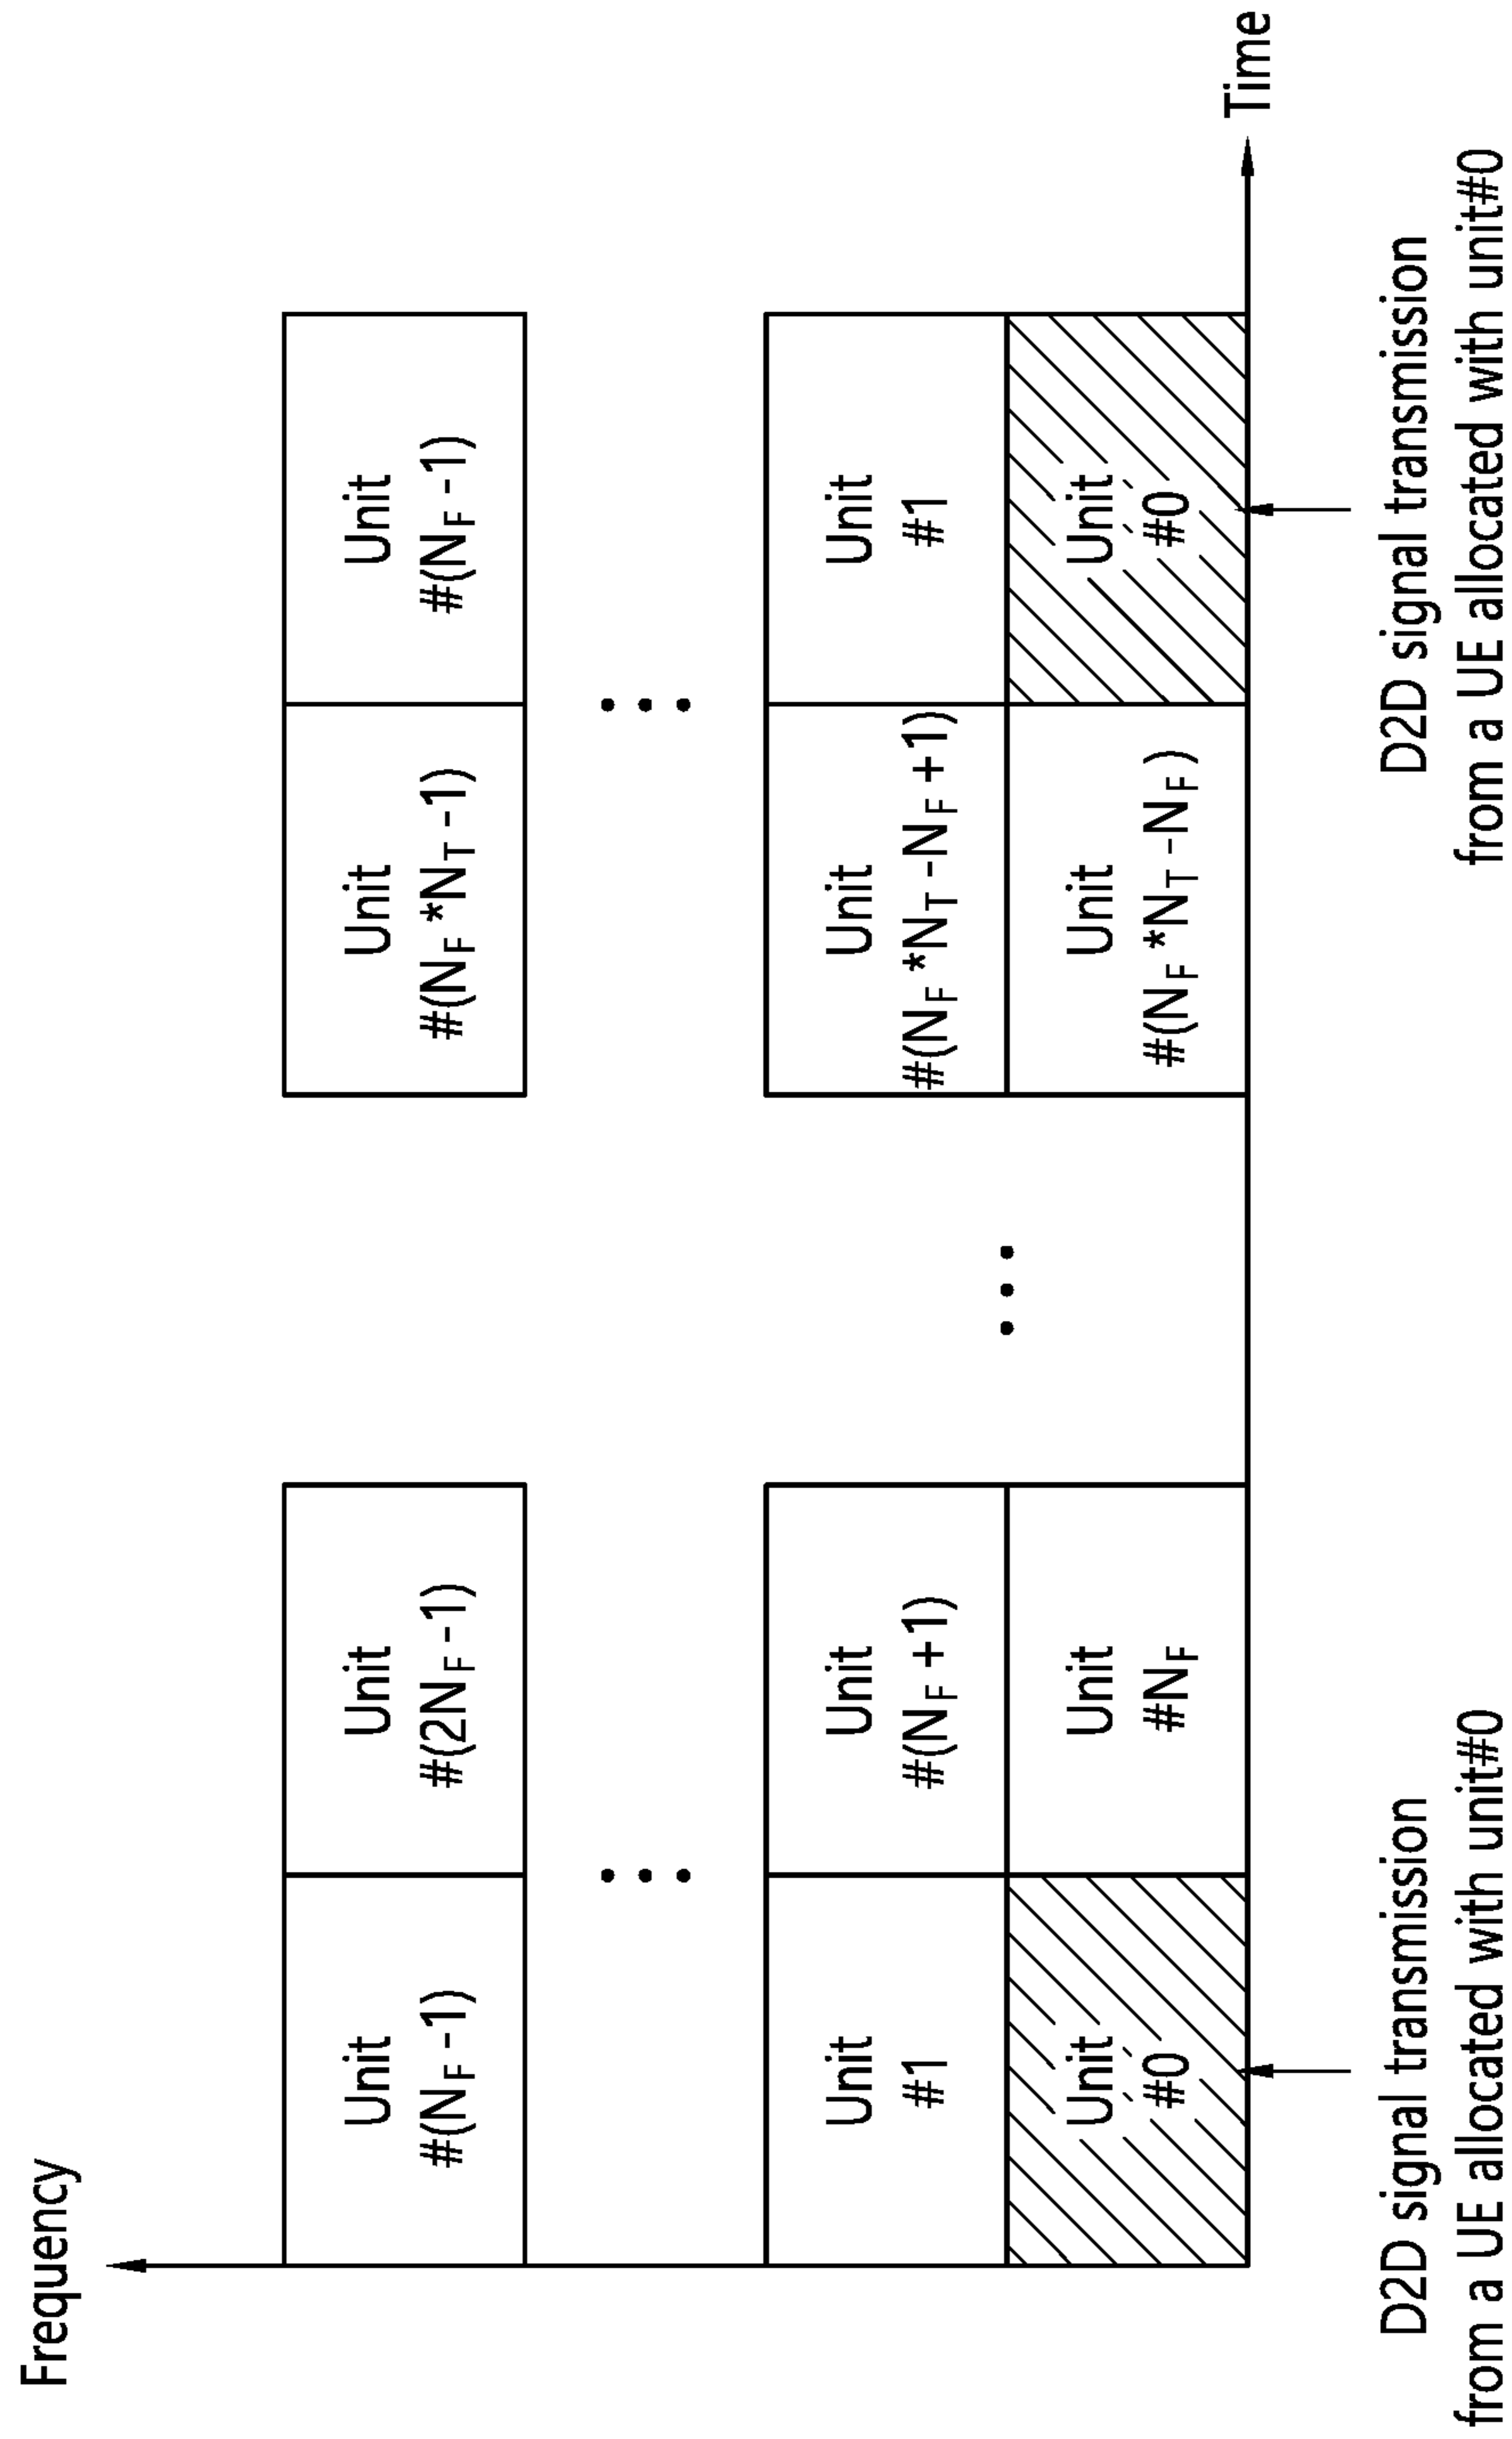 Frequency
Unit
#(N_F-1)
Unit
#(2N_F-1)
Unit
#(N_F*N_T-1)
Unit
#(N_F-1)
Unit
#1
Unit
#(N_F+1)
Unit
#(N_F*N_T-N_F+1)
Unit
#1
Unit
#0
Unit
#N_F
Unit
#(N_F*N_T-N_F)
Unit
#0
Time
D2D signal transmission
from a UE allocated with unit#0
D2D signal transmission
from a UE allocated with unit#0